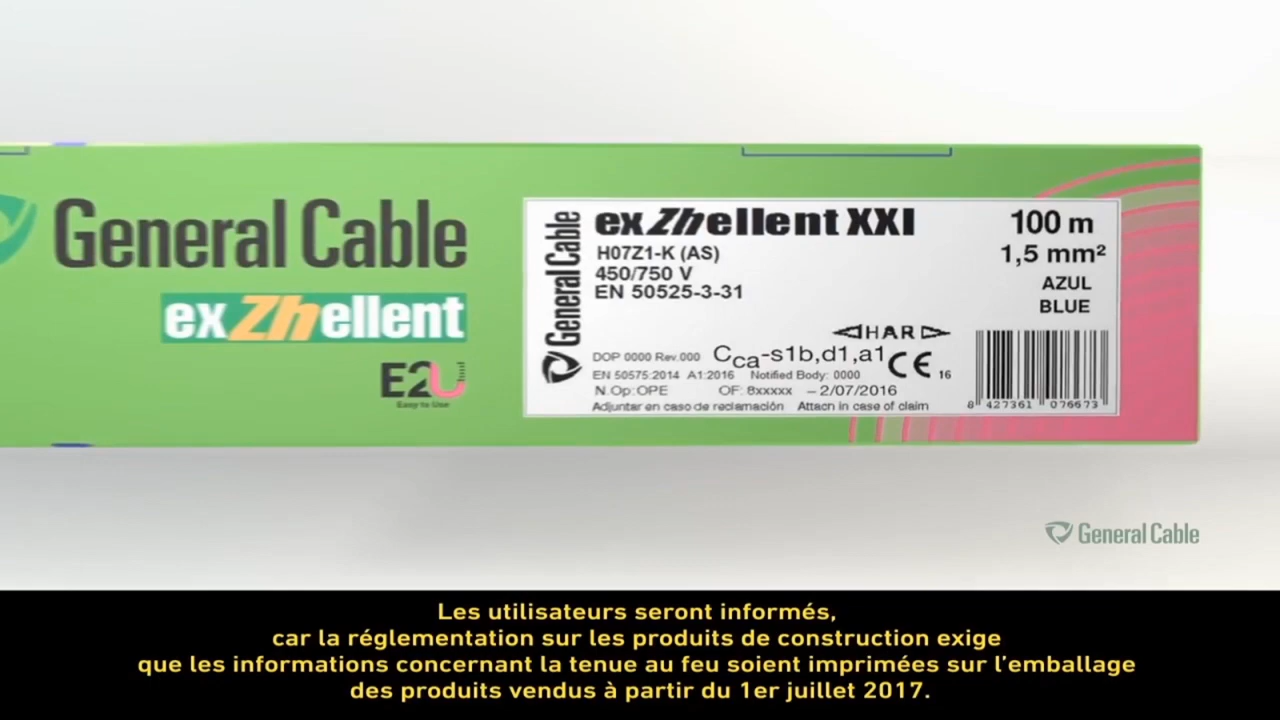 General Cable
exZhellent
E2U
Easy to Use
General Cable
exZhellent XXI
H07Z1-K (AS)
450/750 V
EN 50525-3-31
100 m
1,5 mm²
AZUL
BLUE
HAR
DOP 0000 Rev.000 Cca-s1b,d1,a1 CE 16
EN 50575:2014 A1:2016 Notified Body: 0000
N.Op:OPE OF: 8xxxxx – 2/07/2016
Adjuntar en caso de reclamación Attach in case of claim
8 427361 076673
General Cable
Les utilisateurs seront informés,
car la réglementation sur les produits de construction exige
que les informations concernant la tenue au feu soient imprimées sur l’emballage
des produits vendus à partir du 1er juillet 2017.